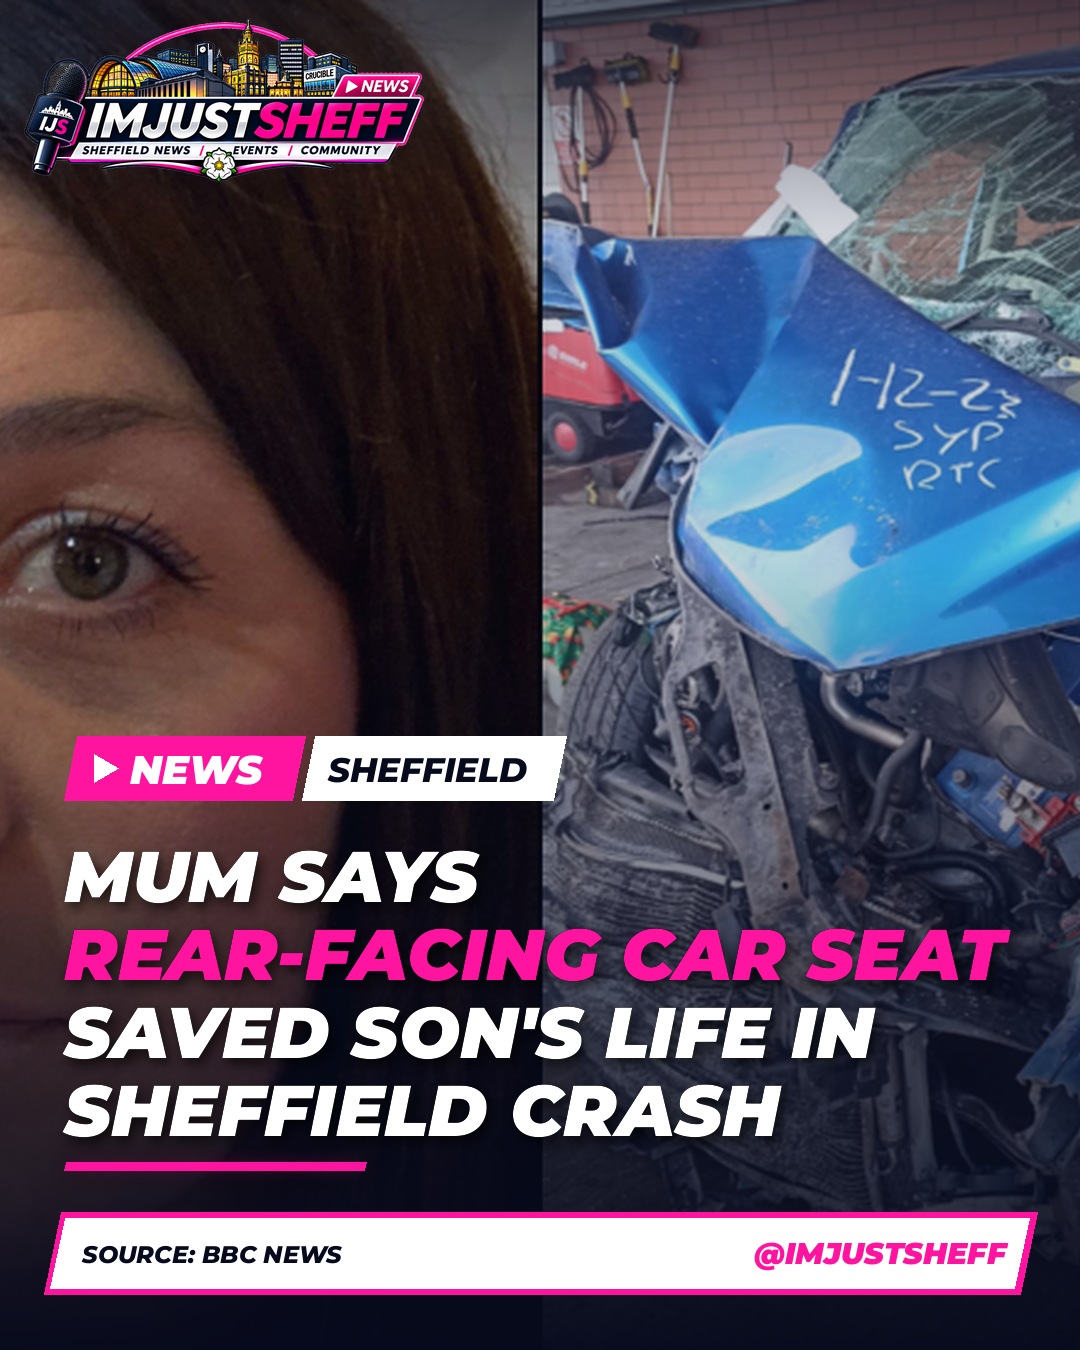 CRUCIBLE
NEWS
IJS
IMJUSTSHEFF
SHEFFIELD NEWS / EVENTS / COMMUNITY
1-12-23
SYP
RTC
NEWS
SHEFFIELD
MUM SAYS
REAR-FACING CAR SEAT
SAVED SON'S LIFE IN
SHEFFIELD CRASH
SOURCE: BBC NEWS
@IMJUSTSHEFF